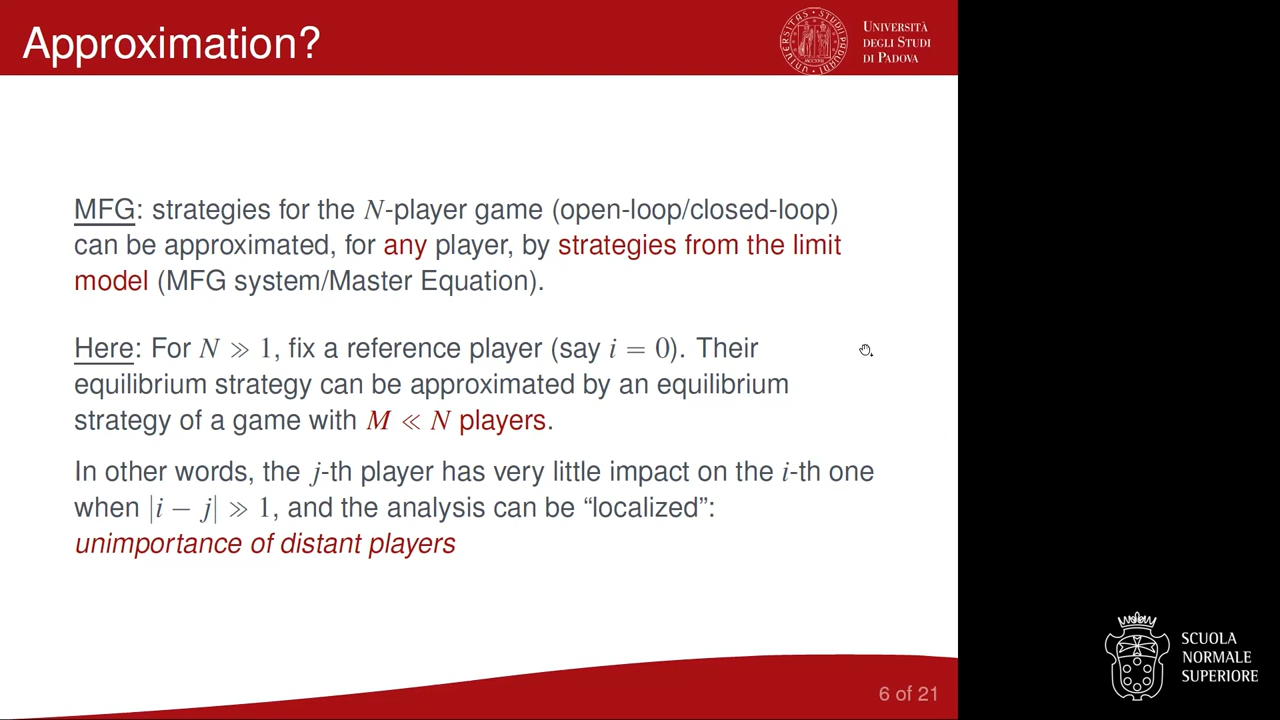 Approximation?
UNIVERSITÀ
DEGLI STUDI
DI PADOVA
MFG: strategies for the N-player game (open-loop/closed-loop)
can be approximated, for any player, by strategies from the limit
model (MFG system/Master Equation).
Here: For N ≫ 1, fix a reference player (say i = 0). Their
equilibrium strategy can be approximated by an equilibrium
strategy of a game with M ≪ N players.
In other words, the j-th player has very little impact on the i-th one
when |i − j| ≫ 1, and the analysis can be “localized”:
unimportance of distant players
6 of 21
SCUOLA
NORMALE
SUPERIORE